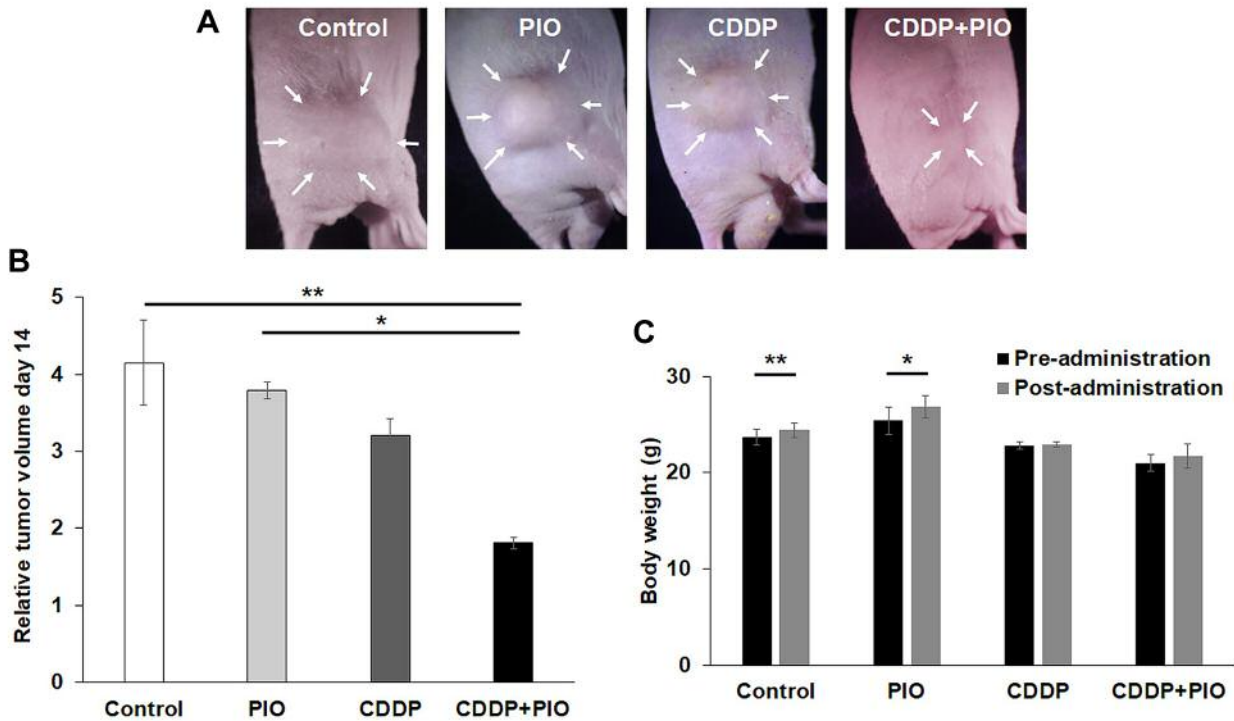 A
Control
PIO
CDDP
CDDP+PIO
B
Relative tumor volume day 14
5
4
3
2
1
0
**
*
Control
PIO
CDDP
CDDP+PIO
C
Pre-administration
Post-administration
Body weight (g)
30
20
10
0
**
*
Control
PIO
CDDP
CDDP+PIO